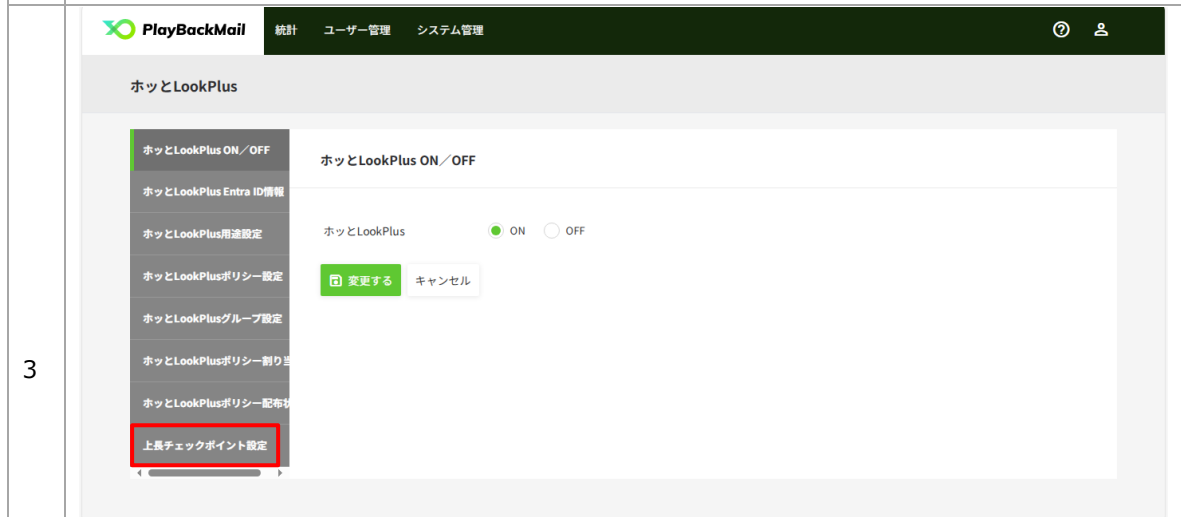 PlayBackMail 統計 ユーザー管理 システム管理
ホッとLookPlus
ホッとLookPlus ON／OFF
ホッとLookPlus Entra ID情報
ホッとLookPlus用途設定
ホッとLookPlusポリシー設定
ホッとLookPlusグループ設定
ホッとLookPlusポリシー割り当
ホッとLookPlusポリシー配布状
上長チェックポイント設定
ホッとLookPlus ON／OFF
ホッとLookPlus ON OFF
変更する キャンセル
3